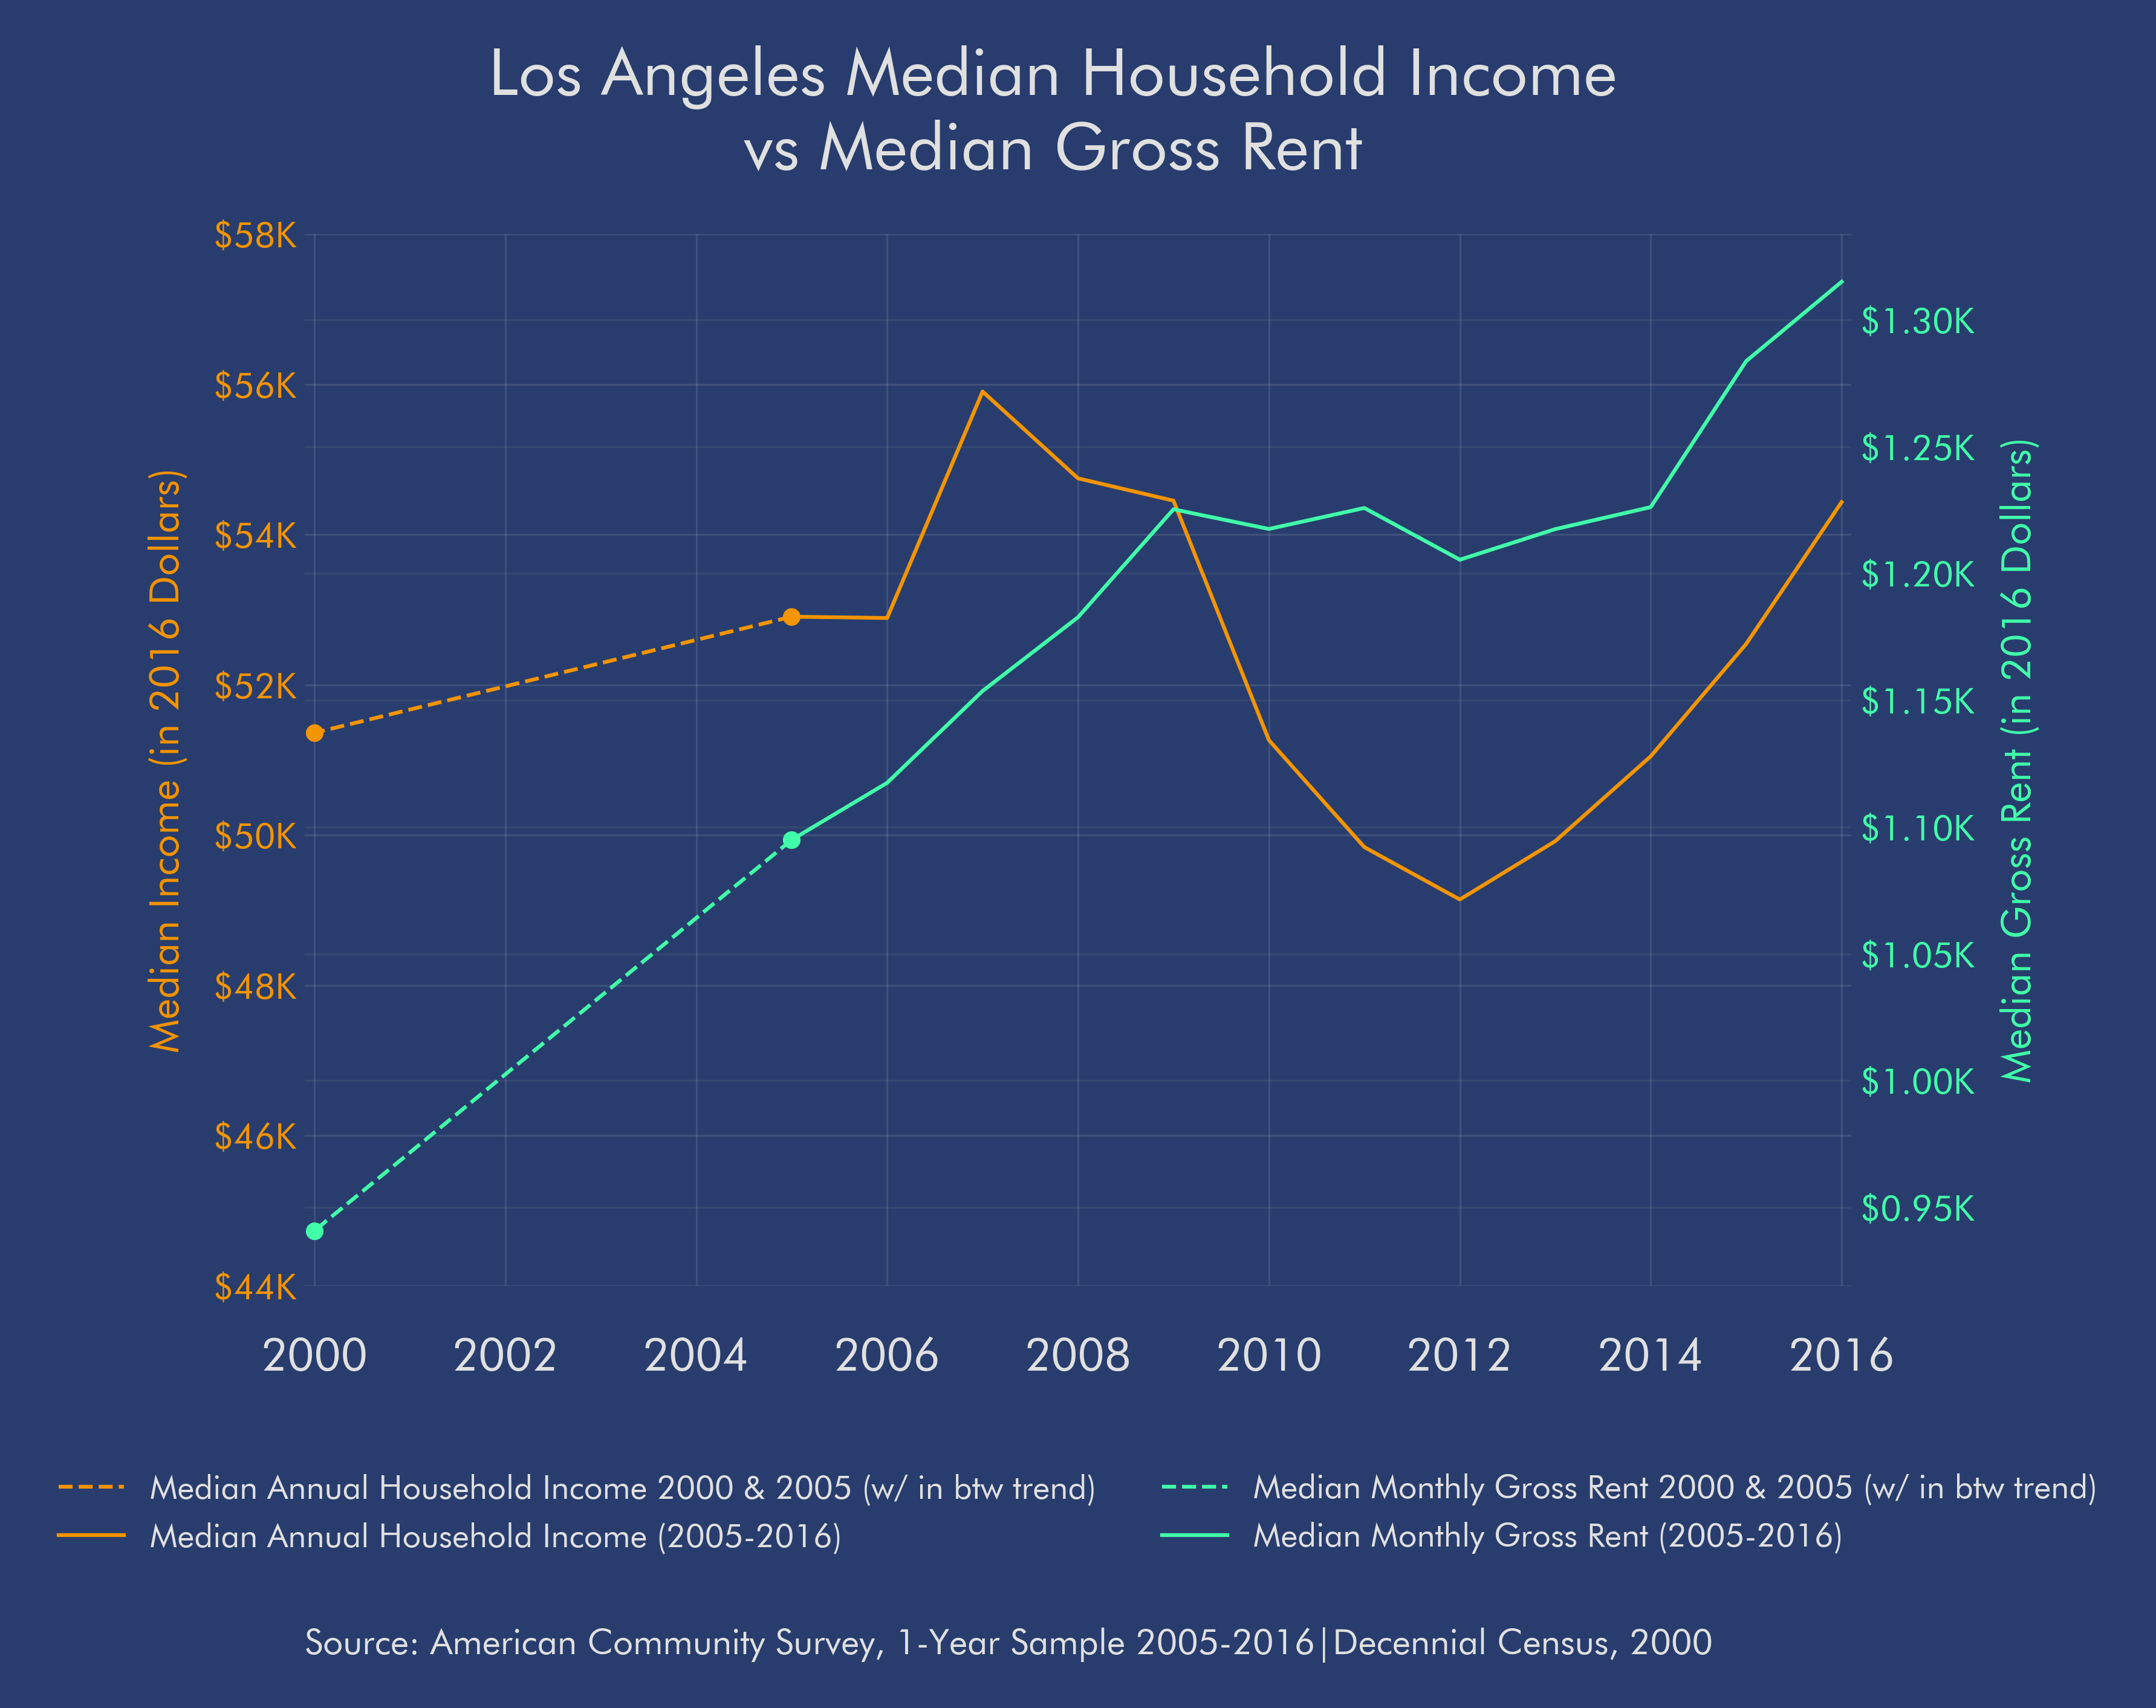 Los Angeles Median Household Income
vs Median Gross Rent
$58K
$56K
$54K
$52K
$50K
$48K
$46K
$44K
Median Income (in 2016 Dollars)
$1.30K
$1.25K
$1.20K
$1.15K
$1.10K
$1.05K
$1.00K
$0.95K
Median Gross Rent (in 2016 Dollars)
2000 2002 2004 2006 2008 2010 2012 2014 2016
Median Annual Household Income 2000 & 2005 (w/ in btw trend)
Median Annual Household Income (2005-2016)
Median Monthly Gross Rent 2000 & 2005 (w/ in btw trend)
Median Monthly Gross Rent (2005-2016)
Source: American Community Survey, 1-Year Sample 2005-2016|Decennial Census, 2000